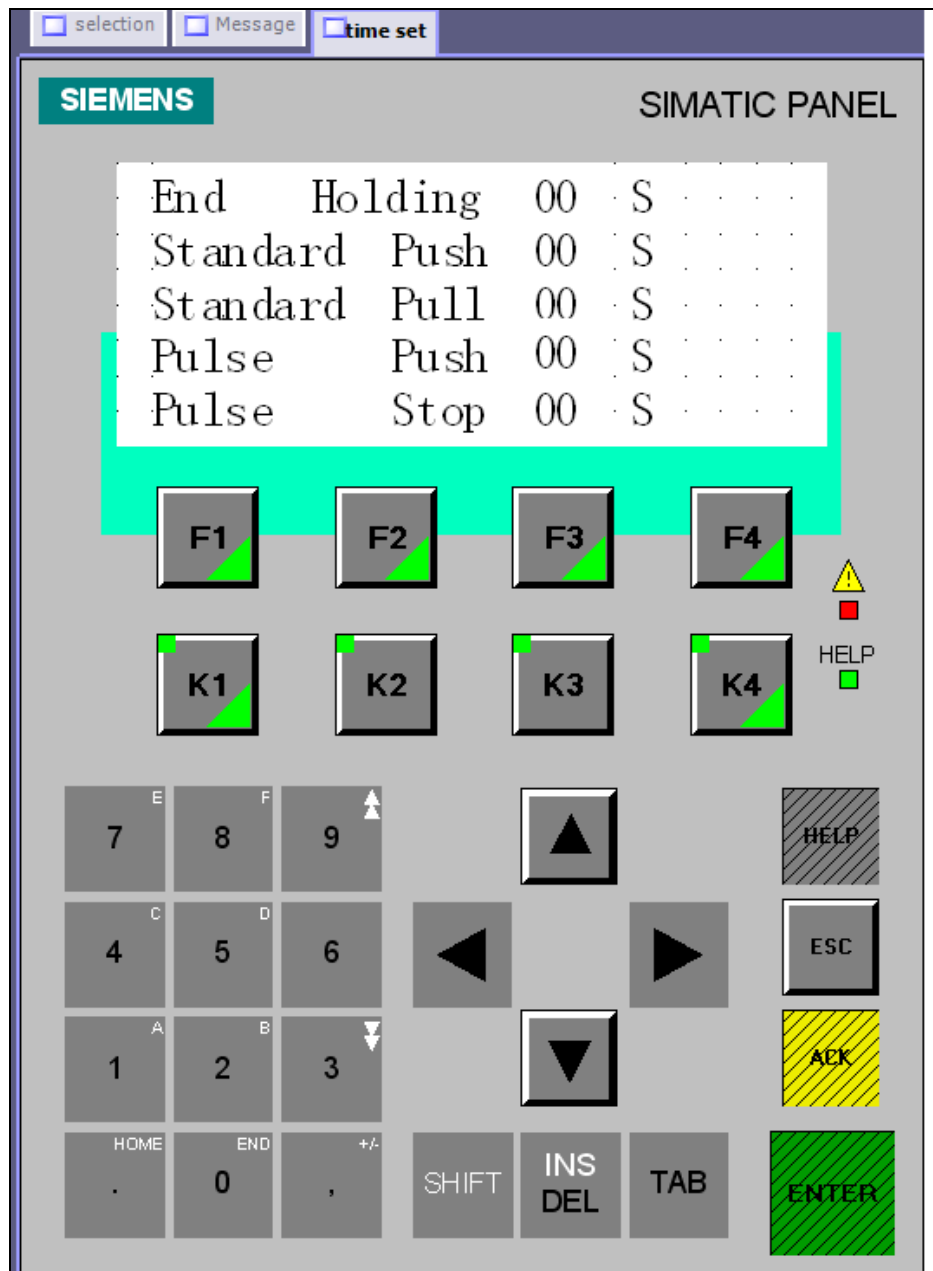 selection Message time set
SIEMENS SIMATIC PANEL
End Holding 00 S
Standard Push 00 S
Standard Pull 00 S
Pulse Push 00 S
Pulse Stop 00 S
F1 F2 F3 F4
HELP
K1 K2 K3 K4
E F
7 8 9 HELP
C D
4 5 6 ESC
A B
1 2 3 ACK
HOME END +/-
. 0 , SHIFT INS DEL TAB ENTER